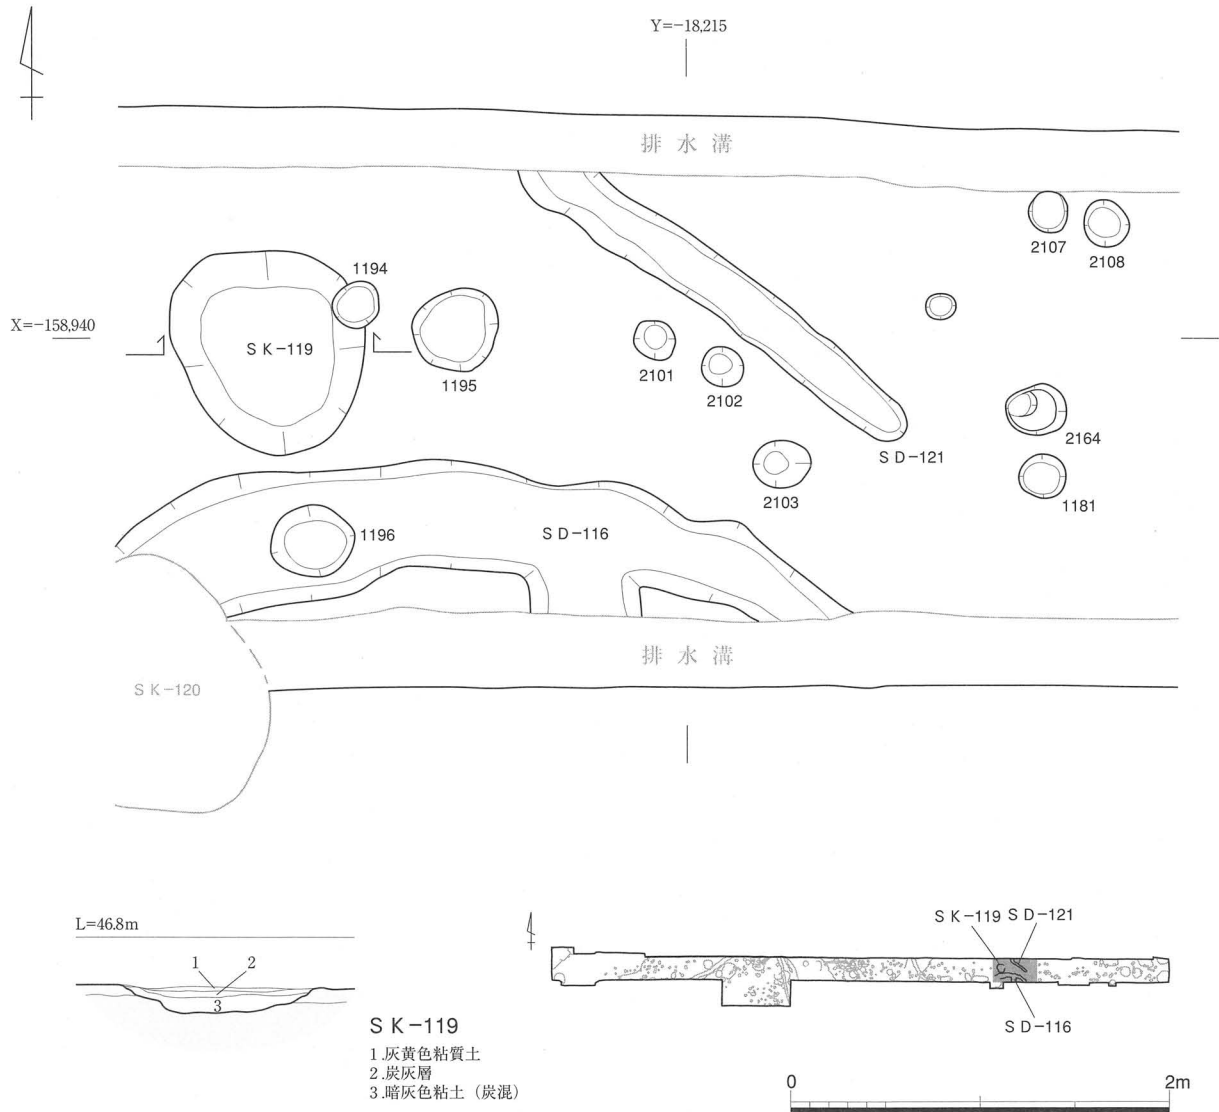 Y=-18,215
排水溝
2107
2108
1194
X=-158,940
SK-119
1195
2101
2102
2164
SD-121
2103
1181
1196
SD-116
排水溝
SK-120
L=46.8m
1
2
3
SK-119
1.灰黄色粘質土
2.炭灰層
3.暗灰色粘土（炭混）
SK-119 SD-121
SD-116
0 2m